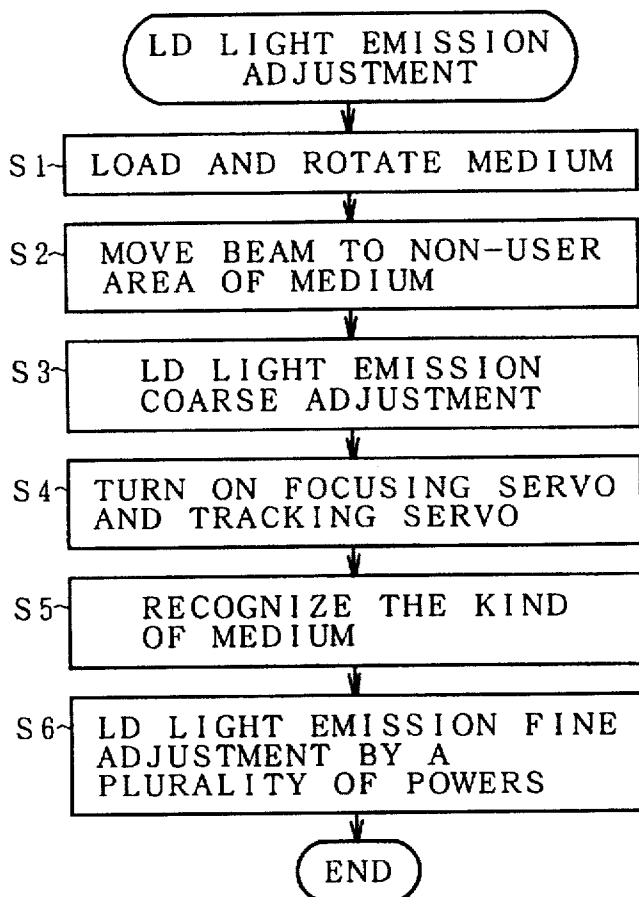 LD LIGHT EMISSION
ADJUSTMENT
S1 LOAD AND ROTATE MEDIUM
S2 MOVE BEAM TO NON-USER
AREA OF MEDIUM
S3 LD LIGHT EMISSION
COARSE ADJUSTMENT
S4 TURN ON FOCUSING SERVO
AND TRACKING SERVO
S5 RECOGNIZE THE KIND
OF MEDIUM
S6 LD LIGHT EMISSION FINE
ADJUSTMENT BY A
PLURALITY OF POWERS
END